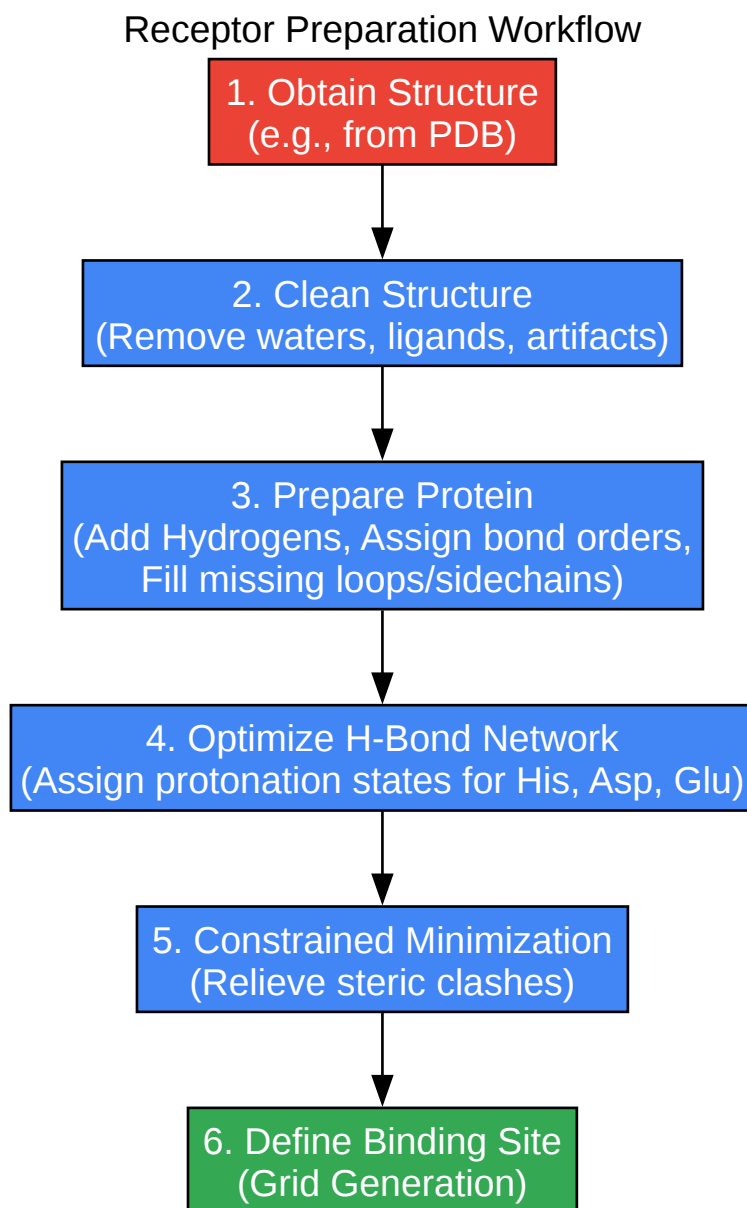 Receptor Preparation Workflow
1. Obtain Structure
(e.g., from PDB)
2. Clean Structure
(Remove waters, ligands, artifacts)
3. Prepare Protein
(Add Hydrogens, Assign bond orders,
Fill missing loops/sidechains)
4. Optimize H-Bond Network
(Assign protonation states for His, Asp, Glu)
5. Constrained Minimization
(Relieve steric clashes)
6. Define Binding Site
(Grid Generation)